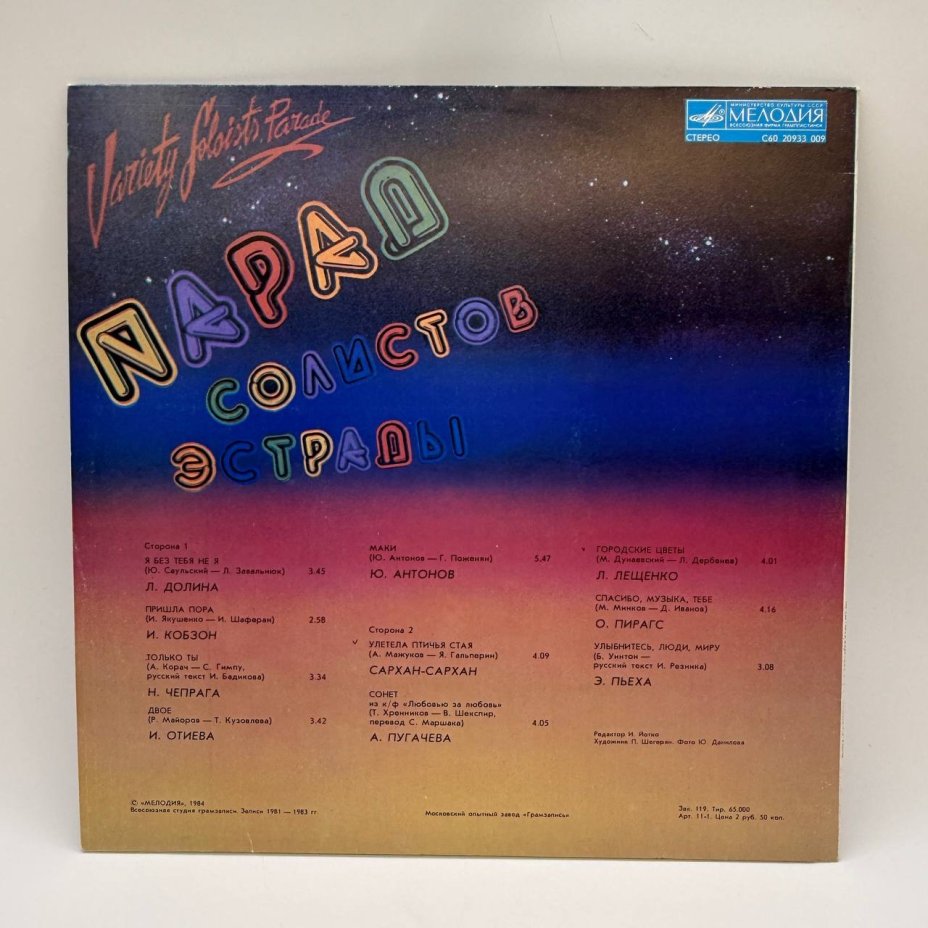 Variety Soloists Parade
МИНИСТЕРСТВО КУЛЬТУРЫ СССР
МЕЛОДИЯ
ВСЕСОЮЗНАЯ ФИРМА ГРАМПЛАСТИНОК
СТЕРЕО С60 20933 009
ПАРАД
СОЛИСТОВ
ЭСТРАДЫ
Сторона 1
Я БЕЗ ТЕБЯ НЕ Я
(Ю. Саульский — Л. Завальнюк) 3.45
Л. ДОЛИНА
ПРИШЛА ПОРА
(И. Якушенко — И. Шаферан) 2.58
И. КОБЗОН
ТОЛЬКО ТЫ
(А. Корач — С. Гимпу,
русский текст И. Бадикова) 3.34
Н. ЧЕПРАГА
ДВОЕ
(Р. Майоров — Т. Кузовлева) 3.42
И. ОТИЕВА
МАКИ
(Ю. Антонов — Г. Поженян) 5.47
Ю. АНТОНОВ
Сторона 2
УЛЕТЕЛА ПТИЧЬЯ СТАЯ
(А. Мажуков — Я. Гальперин) 4.09
САРХАН-САРХАН
СОНЕТ
из к/ф «Любовью за любовь»
(Т. Хренников — В. Шекспир,
перевод С. Маршака) 4.05
А. ПУГАЧЕВА
ГОРОДСКИЕ ЦВЕТЫ
(М. Дунаевский — Л. Дербенев) 4.01
Л. ЛЕЩЕНКО
СПАСИБО, МУЗЫКА, ТЕБЕ
(М. Минков — Д. Иванов) 4.16
О. ПИРАГС
УЛЫБНИТЕСЬ, ЛЮДИ, МИРУ
(Б. Уинтон —
русский текст И. Резника) 3.08
Э. ПЬЕХА
Редактор И. Йотко
Художник П. Шегерян. Фото Ю. Данилова
© «МЕЛОДИЯ», 1984
Всесоюзная студия грамзаписи. Записи 1981 — 1983 гг.
Московский опытный завод «Грамзапись»
Зак. 119. Тир. 65.000
Арт. 11-1. Цена 2 руб. 50 коп.